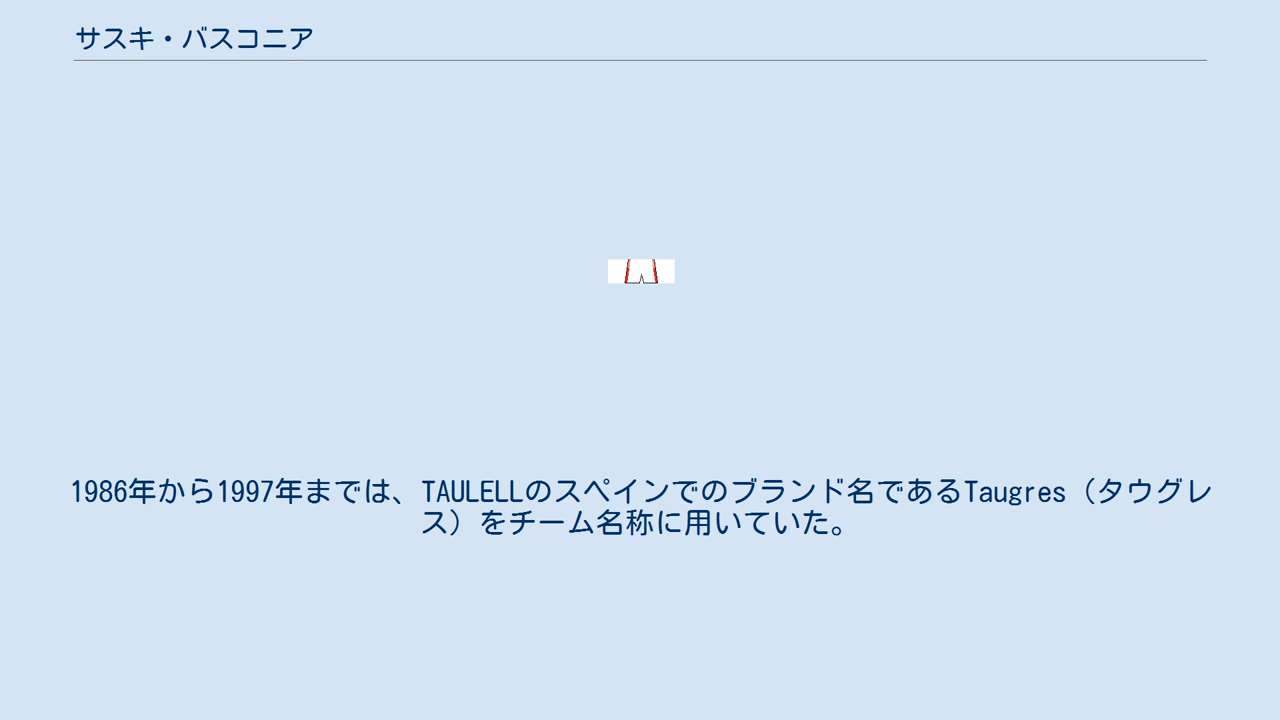 サスキ・バスコニア
1986年から1997年までは、TAULELLのスペインでのブランド名であるTaugres（タウグレ
ス）をチーム名称に用いていた。